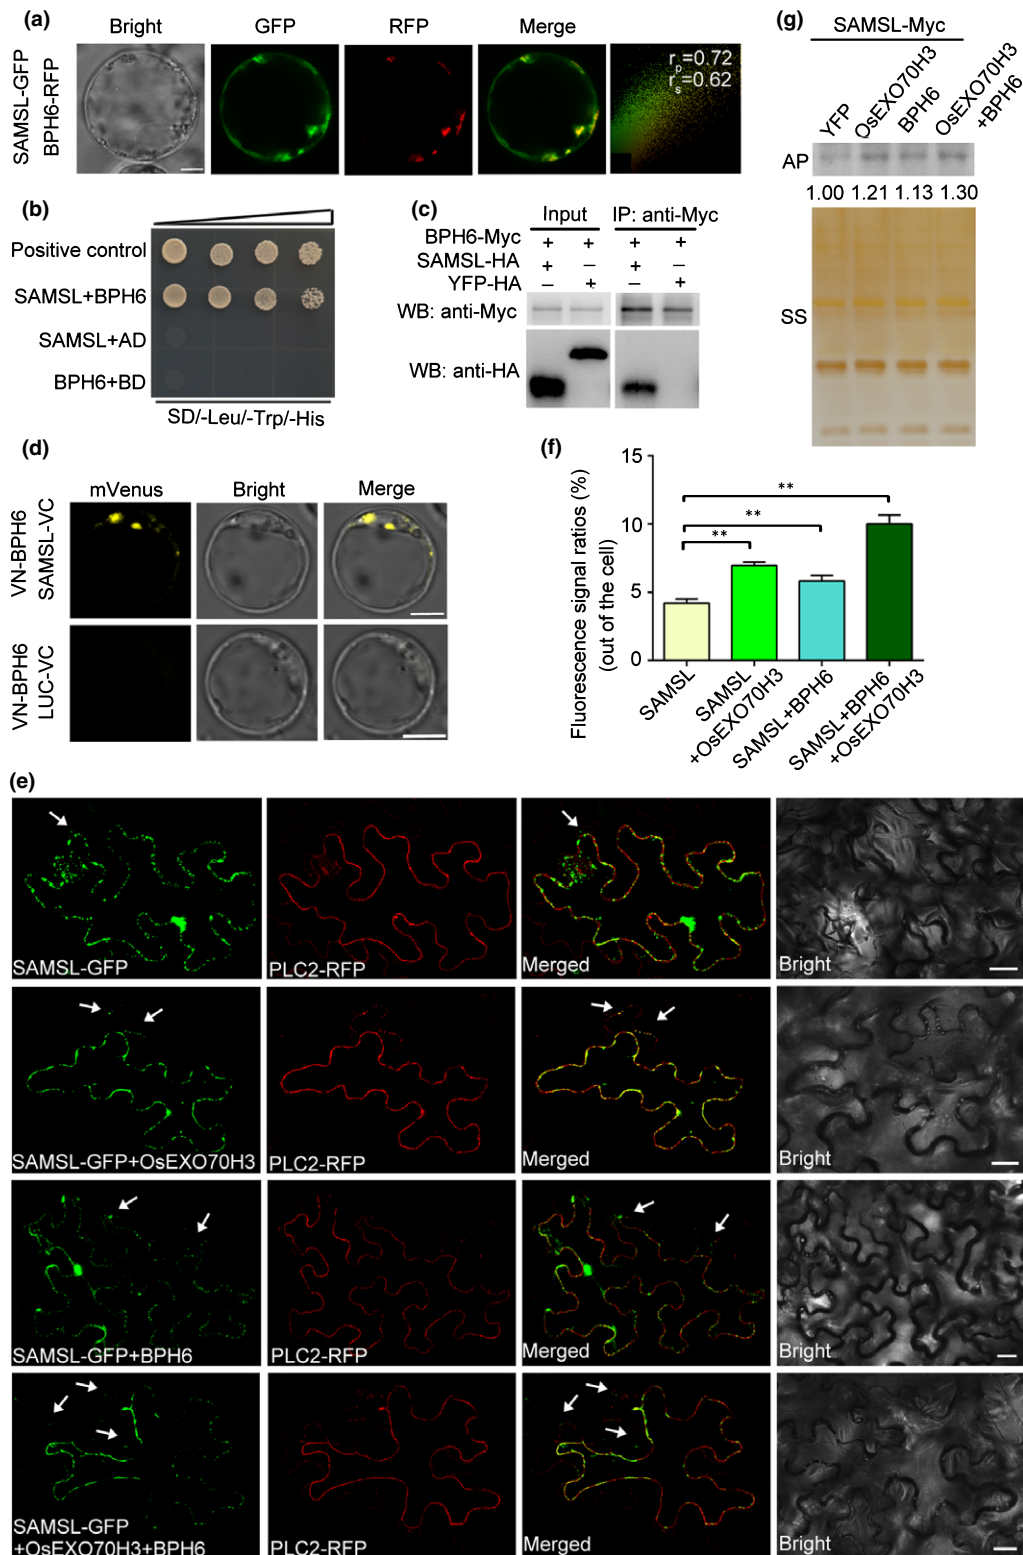 (a)
Bright GFP RFP Merge
SAMSL-GFP
BPH6-RFP
rp=0.72
rs=0.62
(b)
Positive control
SAMSL+BPH6
SAMSL+AD
BPH6+BD
SD/-Leu/-Trp/-His
(c)
Input IP: anti-Myc
BPH6-Myc + + + +
SAMSL-HA + – + –
YFP-HA – + – +
WB: anti-Myc
WB: anti-HA
(d)
mVenus Bright Merge
VN-BPH6
SAMSL-VC
VN-BPH6
LUC-VC
(g)
SAMSL-Myc
YFP
OsEXO70H3
BPH6
OsEXO70H3
+BPH6
AP
1.00 1.21 1.13 1.30
SS
(f)
Fluorescence signal ratios (%)
(out of the cell)
15
10
5
0
**
**
**
SAMSL
SAMSL
+OsEXO70H3
SAMSL+BPH6
SAMSL+BPH6
+OsEXO70H3
(e)
SAMSL-GFP PLC2-RFP Merged Bright
SAMSL-GFP+OsEXO70H3 PLC2-RFP Merged Bright
SAMSL-GFP+BPH6 PLC2-RFP Merged Bright
SAMSL-GFP
+OsEXO70H3+BPH6 PLC2-RFP Merged Bright